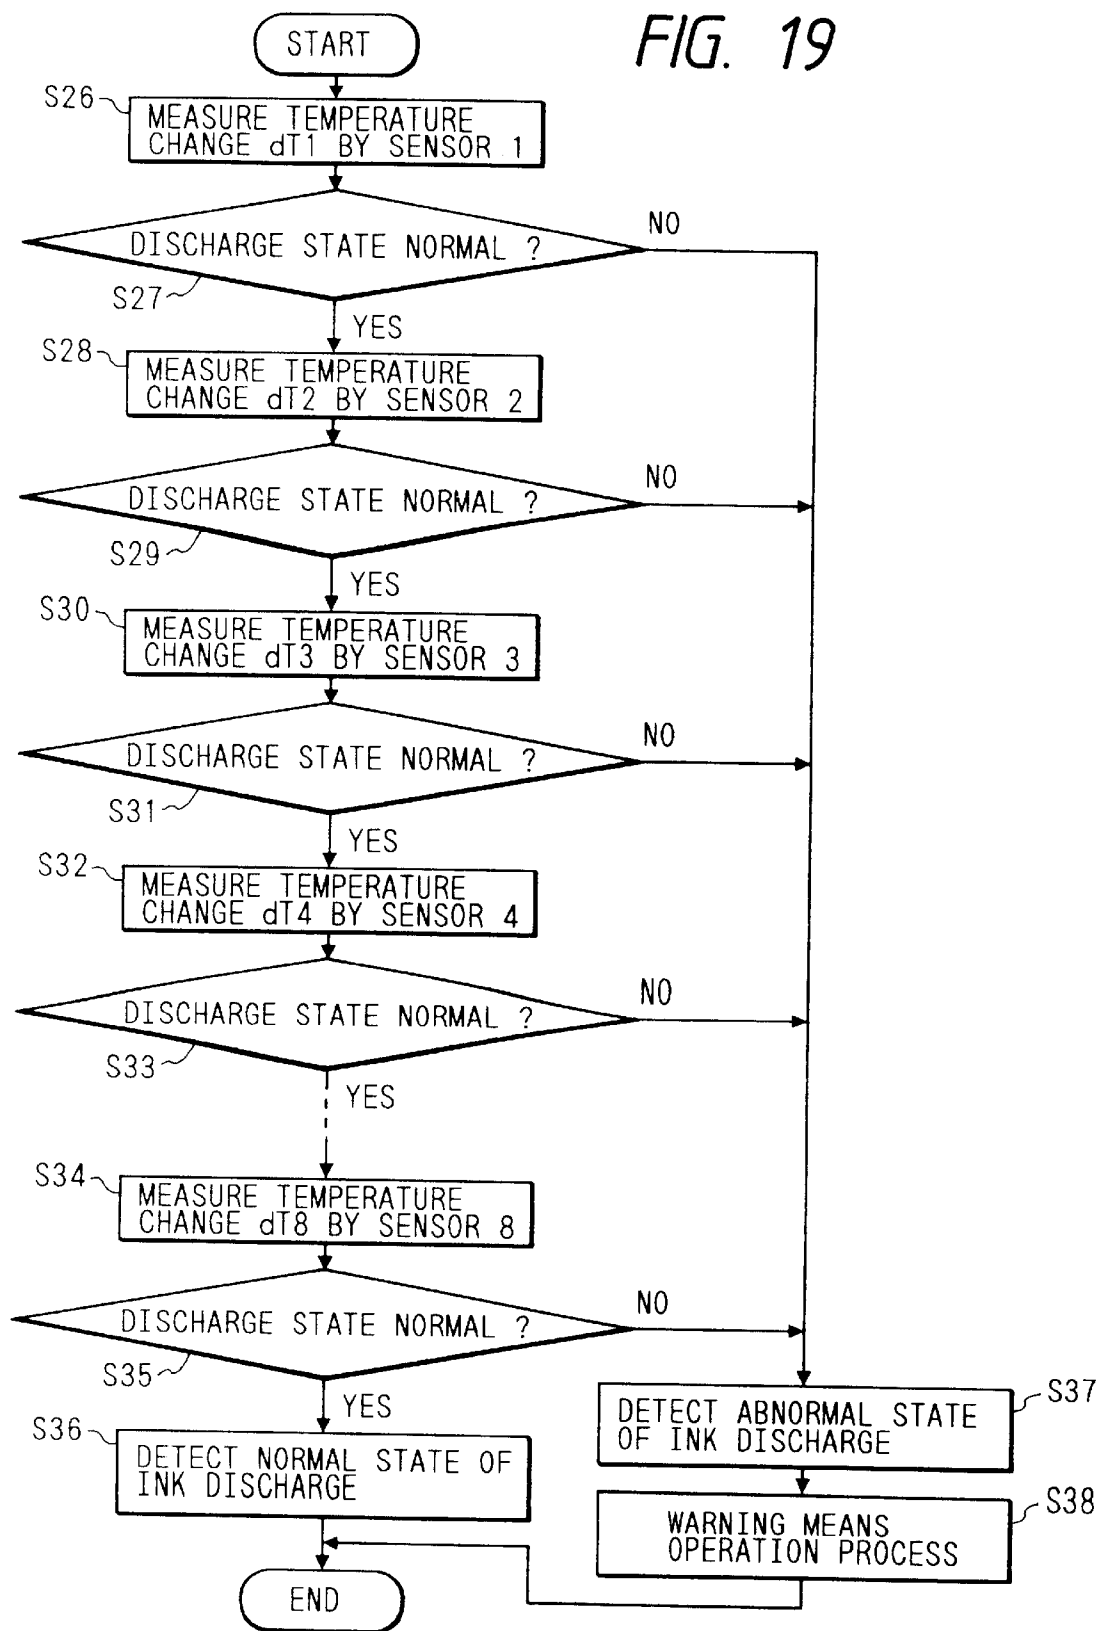 FIG. 19
START
S26
MEASURE TEMPERATURE
CHANGE dT1 BY SENSOR 1
DISCHARGE STATE NORMAL ?
NO
S27
YES
S28
MEASURE TEMPERATURE
CHANGE dT2 BY SENSOR 2
DISCHARGE STATE NORMAL ?
NO
S29
YES
S30
MEASURE TEMPERATURE
CHANGE dT3 BY SENSOR 3
DISCHARGE STATE NORMAL ?
NO
S31
YES
S32
MEASURE TEMPERATURE
CHANGE dT4 BY SENSOR 4
DISCHARGE STATE NORMAL ?
NO
S33
YES
S34
MEASURE TEMPERATURE
CHANGE dT8 BY SENSOR 8
DISCHARGE STATE NORMAL ?
NO
S35
YES
S36
DETECT NORMAL STATE OF
INK DISCHARGE
S37
DETECT ABNORMAL STATE
OF INK DISCHARGE
S38
WARNING MEANS
OPERATION PROCESS
END